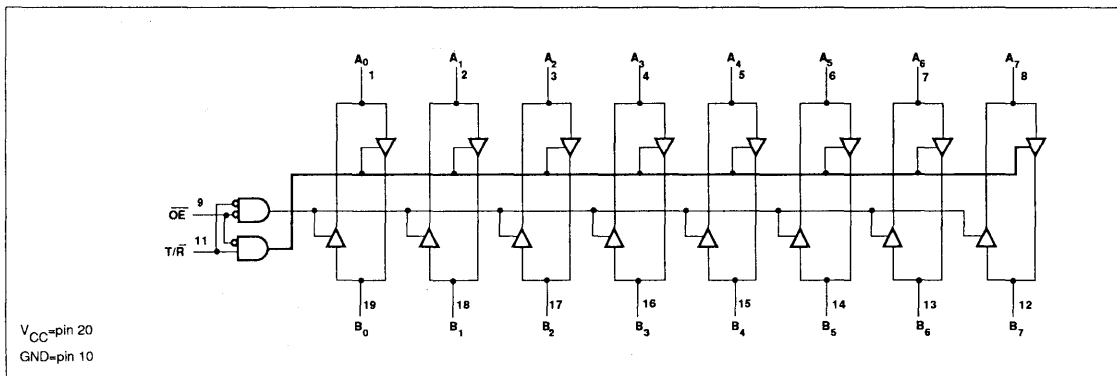 A0 A1 A2 A3 A4 A5 A6 A7
1 2 3 4 5 6 7 8
OE 9
T/R 11
19 18 17 16 15 14 13 12
B0 B1 B2 B3 B4 B5 B6 B7
VCC=pin 20
GND=pin 10